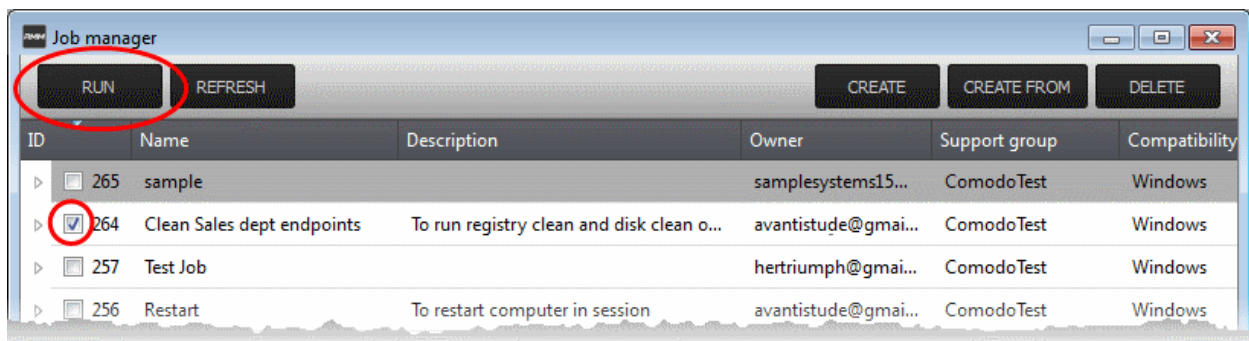 RMM Job manager
RUN REFRESH CREATE CREATE FROM DELETE
ID Name Description Owner Support group Compatibility
265 sample samplesystems15... ComodoTest Windows
264 Clean Sales dept endpoints To run registry clean and disk clean o... avantistude@gmai... ComodoTest Windows
257 Test Job hertriumph@gmai... ComodoTest Windows
256 Restart To restart computer in session avantistude@gmai... ComodoTest Windows